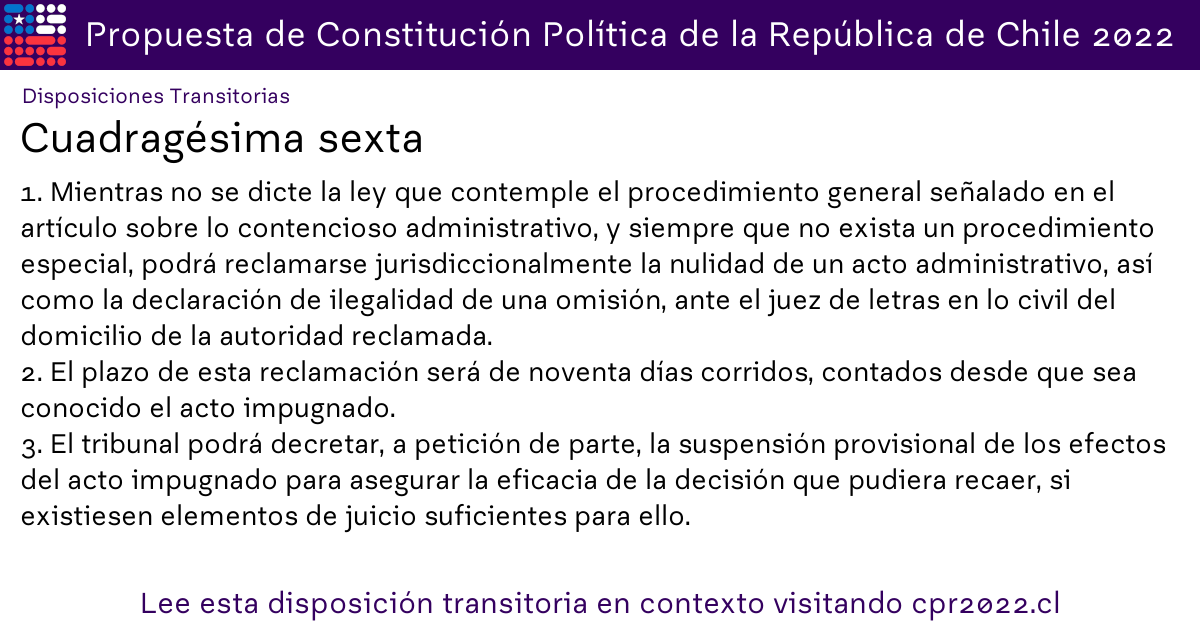 Propuesta de Constitución Política de la República de Chile 2022
Disposiciones Transitorias
Cuadragésima sexta
1. Mientras no se dicte la ley que contemple el procedimiento general señalado en el
artículo sobre lo contencioso administrativo, y siempre que no exista un procedimiento
especial, podrá reclamarse jurisdiccionalmente la nulidad de un acto administrativo, así
como la declaración de ilegalidad de una omisión, ante el juez de letras en lo civil del
domicilio de la autoridad reclamada.
2. El plazo de esta reclamación será de noventa días corridos, contados desde que sea
conocido el acto impugnado.
3. El tribunal podrá decretar, a petición de parte, la suspensión provisional de los efectos
del acto impugnado para asegurar la eficacia de la decisión que pudiera recaer, si
existiesen elementos de juicio suficientes para ello.
Lee esta disposición transitoria en contexto visitando cpr2022.cl